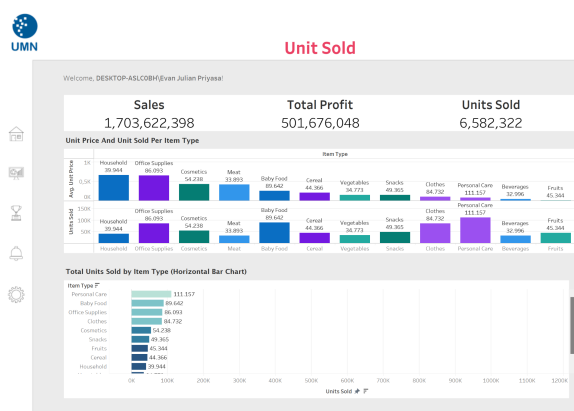 UMN
Unit Sold
Welcome, DESKTOP-ASLC0BH\Evan Julian Priyasa!
Sales
Total Profit
Units Sold
1,703,622,398
501,676,048
6,582,322
Unit Price And Unit Sold Per Item Type
Item Type
Avg. Unit Price
1K
0.5K
0K
Household
39.944
Office Supplies
86.093
Cosmetics
54.238
Meat
33.893
Baby Food
89.642
Cereal
44.366
Vegetables
34.773
Snacks
49.365
Clothes
84.732
Personal Care
111.157
Beverages
32.996
Fruits
45.344
Units Sold
150K
100K
50K
Household
39.944
Office Supplies
86.093
Cosmetics
54.238
Meat
33.893
Baby Food
89.642
Cereal
44.366
Vegetables
34.773
Snacks
49.365
Clothes
84.732
Personal Care
111.157
Beverages
32.996
Fruits
45.344
Household Office Supplies Cosmetics Meat Baby Food Cereal Vegetables Snacks Clothes Personal Care Beverages Fruits
Total Units Sold by Item Type (Horizontal Bar Chart)
Item Type
Personal Care 111.157
Baby Food 89.642
Office Supplies 86.093
Clothes 84.732
Cosmetics 54.238
Snacks 49.365
Fruits 45.344
Cereal 44.366
Household 39.944
0K 100K 200K 300K 400K 500K 600K 700K 800K 900K 1000K 1100K 1200K
Units Sold